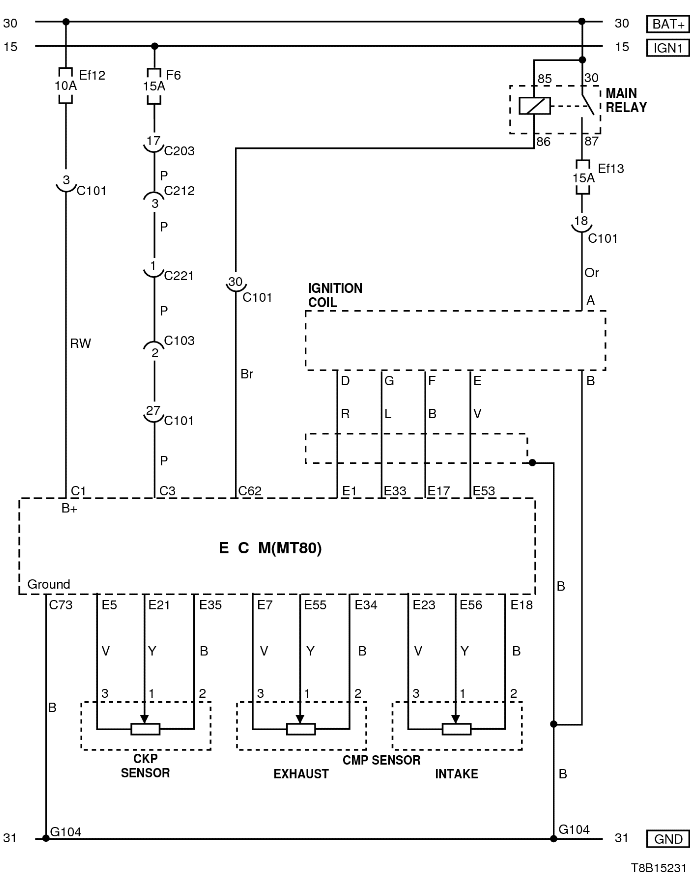 30 30 BAT+
15 15 IGN1
Ef12 F6 85 30
10A 15A MAIN
RELAY
17 C203 86 87
P Ef13
3 C101 C212 15A
3 18
P C101
1 C221 Or
30 C101 IGNITION
COIL A
P
RW C103
2 Br D G F E B
27 R L B V
C101
P
C1 C3 C62 E1 E33 E17 E53
B+
E C M(MT80)
Ground B
C73 E5 E21 E35 E7 E55 E34 E23 E56 E18
V Y B V Y B V Y B
3 1 2 3 1 2 3 1 2
B
CKP
SENSOR
CMP SENSOR
EXHAUST INTAKE
B
31 G104 G104 31 GND
T8B15231